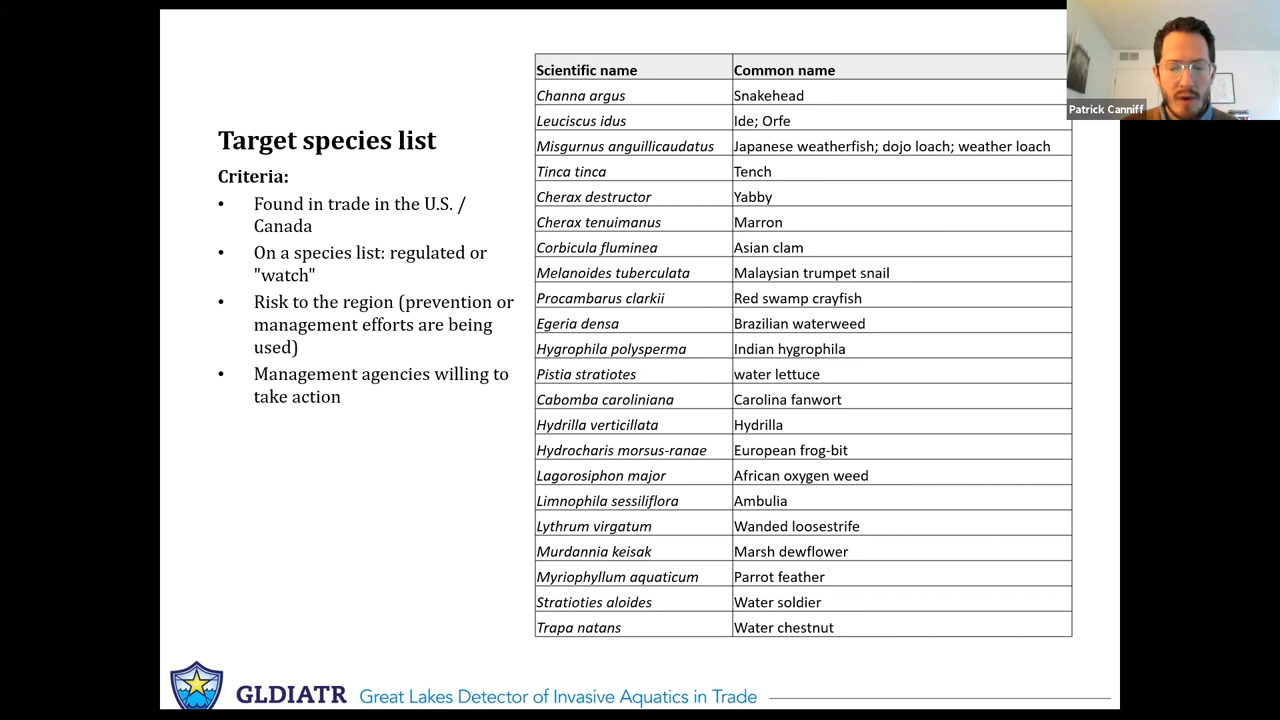 Target species list
Criteria:
• Found in trade in the U.S. /
Canada
• On a species list: regulated or
"watch"
• Risk to the region (prevention or
management efforts are being
used)
• Management agencies willing to
take action
Scientific name Common name
Channa argus Snakehead
Leuciscus idus Ide; Orfe
Misgurnus anguillicaudatus Japanese weatherfish; dojo loach; weather loach
Tinca tinca Tench
Cherax destructor Yabby
Cherax tenuimanus Marron
Corbicula fluminea Asian clam
Melanoides tuberculata Malaysian trumpet snail
Procambarus clarkii Red swamp crayfish
Egeria densa Brazilian waterweed
Hygrophila polysperma Indian hygrophila
Pistia stratiotes water lettuce
Cabomba caroliniana Carolina fanwort
Hydrilla verticillata Hydrilla
Hydrocharis morsus-ranae European frog-bit
Lagorosiphon major African oxygen weed
Limnophila sessiliflora Ambulia
Lythrum virgatum Wanded loosestrife
Murdannia keisak Marsh dewflower
Myriophyllum aquaticum Parrot feather
Stratioties aloides Water soldier
Trapa natans Water chestnut
Patrick Canniff
GLDIATR Great Lakes Detector of Invasive Aquatics in Trade